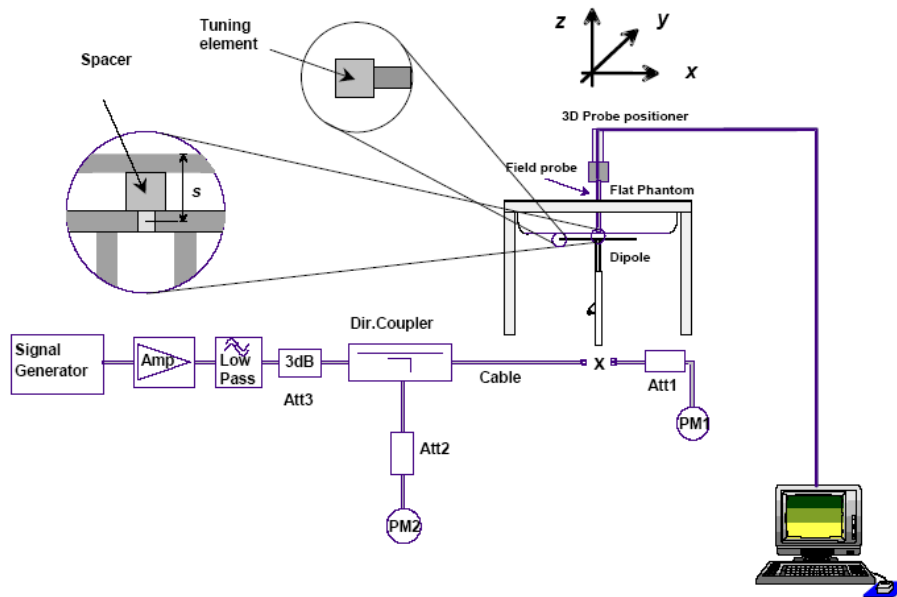 Tuning
element
Spacer
s
z
y
x
3D Probe positioner
Field probe
Flat Phantom
Dipole
Dir.Coupler
Signal
Generator
Amp
Low
Pass
3dB
Att3
Cable
X
Att1
PM1
Att2
PM2